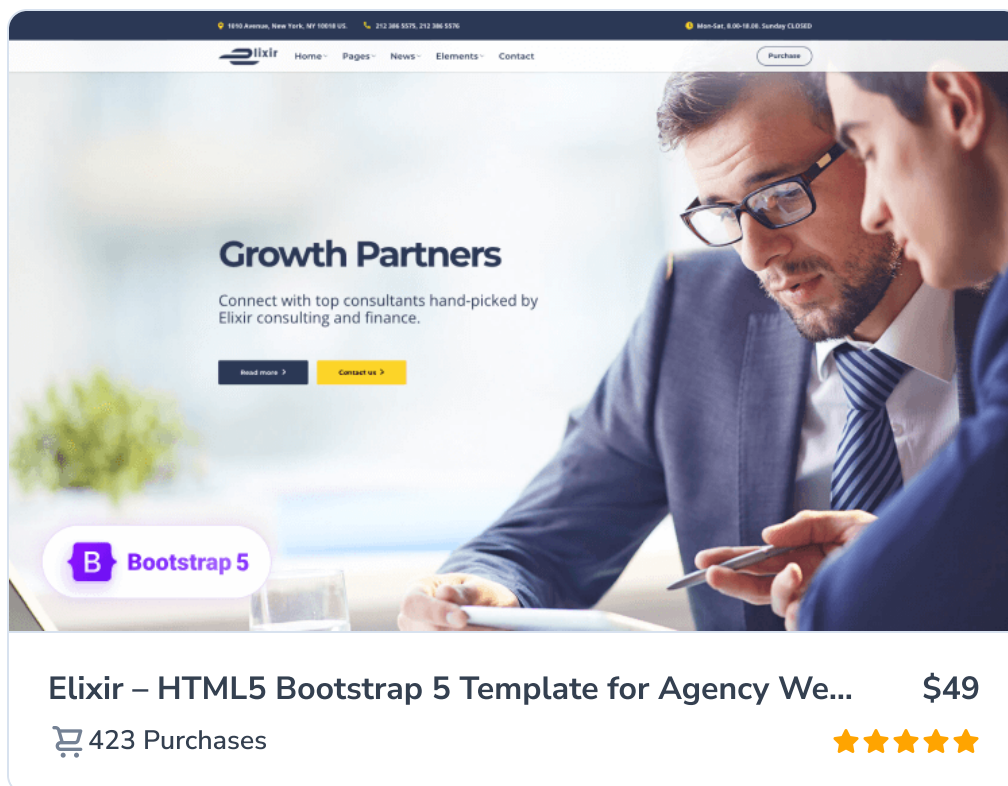 1810 Avenue, New York, NY 10018 US. 212 386 5575, 212 386 5576 Mon-Sat, 8.00-18.00. Sunday CLOSED
Elixir Home Pages News Elements Contact Purchase
Growth Partners
Connect with top consultants hand-picked by
Elixir consulting and finance.
Read more Contact us
B Bootstrap 5
Elixir – HTML5 Bootstrap 5 Template for Agency We... $49
423 Purchases